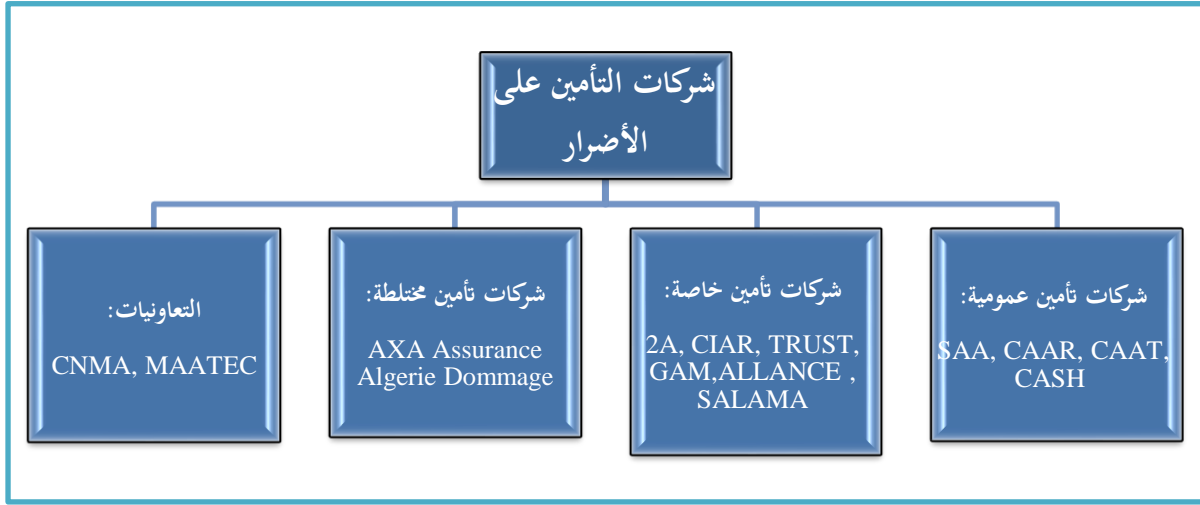 شركات التأمين على
الأضرار
شركات تأمين عمومية:
SAA, CAAR, CAAT,
CASH
شركات تأمين خاصة:
2A, CIAR, TRUST,
GAM,ALLANCE ,
SALAMA
شركات تأمين مختلطة:
AXA Assurance
Algerie Dommage
التعاونيات:
CNMA, MAATEC